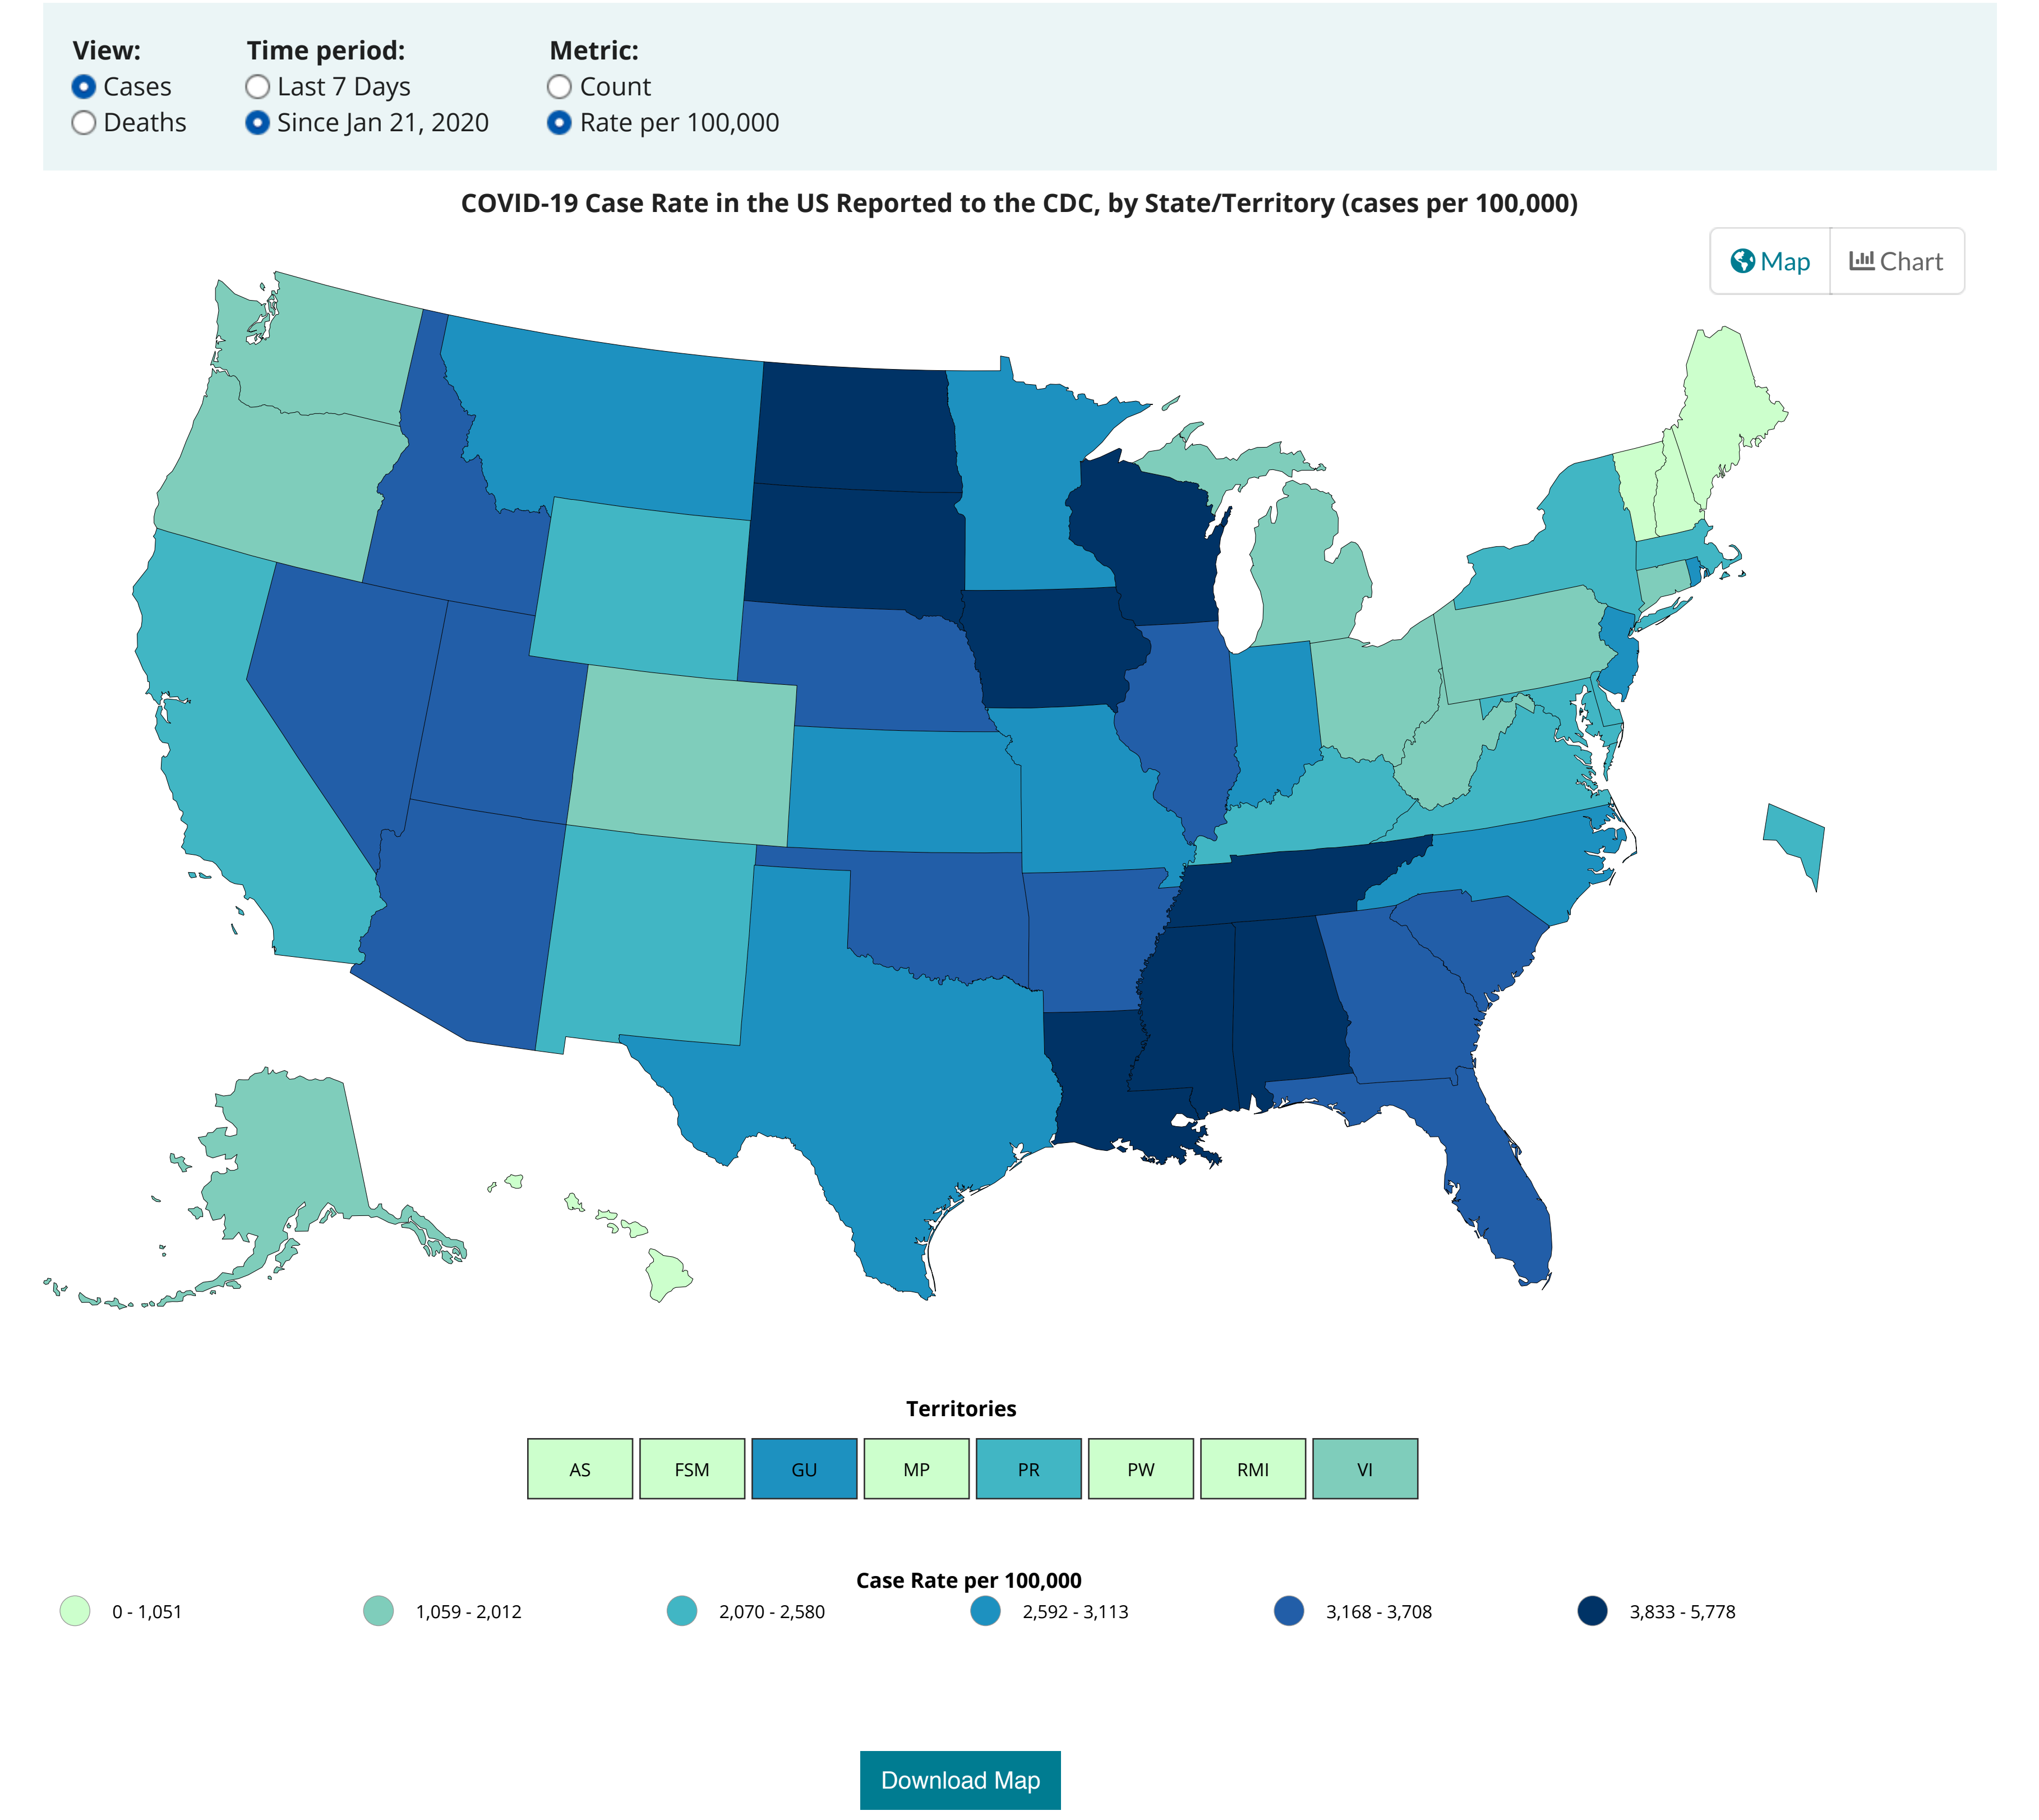 View: Time period: Metric:
Cases Last 7 Days Count
Deaths Since Jan 21, 2020 Rate per 100,000
COVID-19 Case Rate in the US Reported to the CDC, by State/Territory (cases per 100,000)
Map Chart
Territories
AS FSM GU MP PR PW RMI VI
Case Rate per 100,000
0 - 1,051 1,059 - 2,012 2,070 - 2,580 2,592 - 3,113 3,168 - 3,708 3,833 - 5,778
Download Map